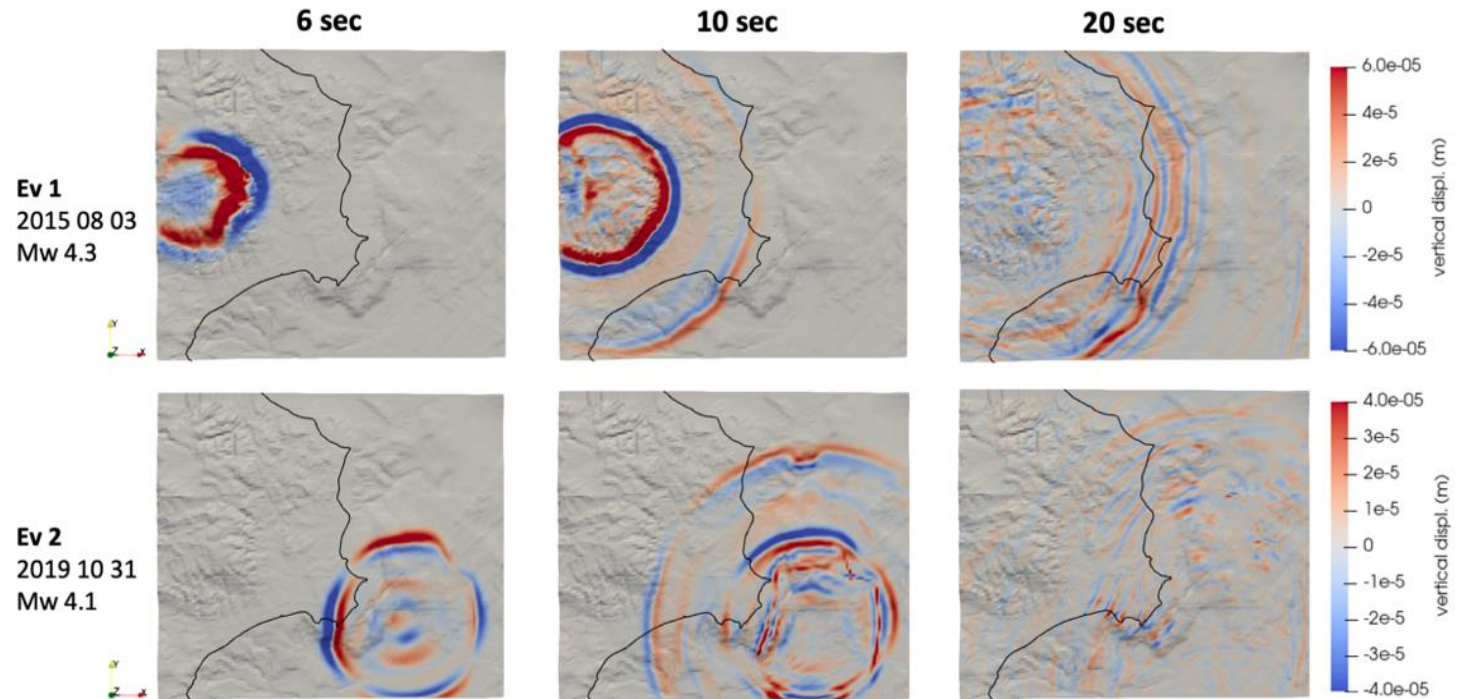 6 sec
10 sec
20 sec
Ev 1
2015 08 03
Mw 4.3
6.0e-05
4e-5
2e-5
0
-2e-5
-4e-5
-6.0e-05
vertical displ. (m)
Y
Z
X
Ev 2
2019 10 31
Mw 4.1
4.0e-05
3e-5
2e-5
1e-5
0
-1e-5
-2e-5
-3e-5
-4.0e-05
vertical displ. (m)
Y
Z
X